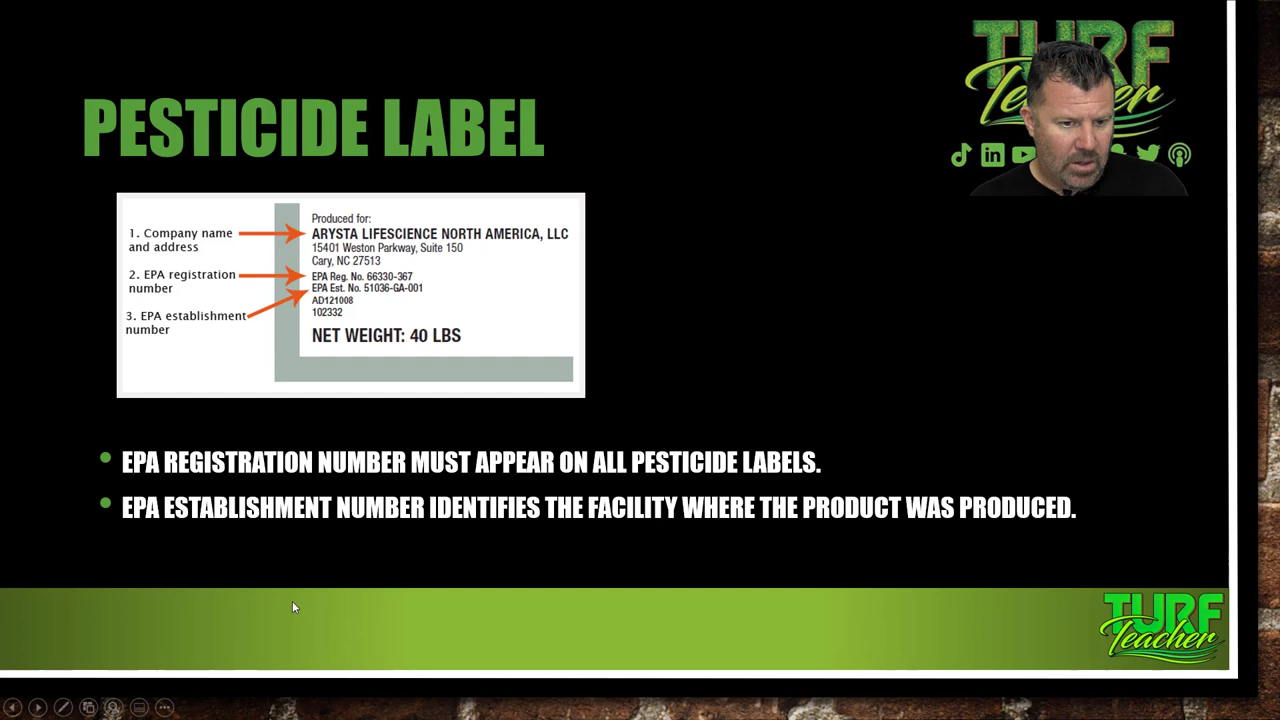 TURF
Teacher
PESTICIDE LABEL
1. Company name
and address
2. EPA registration
number
3. EPA establishment
number
Produced for:
ARYSTA LIFESCIENCE NORTH AMERICA, LLC
15401 Weston Parkway, Suite 150
Cary, NC 27513
EPA Reg. No. 66330-367
EPA Est. No. 51036-GA-001
AD121008
102332
NET WEIGHT: 40 LBS
• EPA REGISTRATION NUMBER MUST APPEAR ON ALL PESTICIDE LABELS.
• EPA ESTABLISHMENT NUMBER IDENTIFIES THE FACILITY WHERE THE PRODUCT WAS PRODUCED.
TURF
Teacher